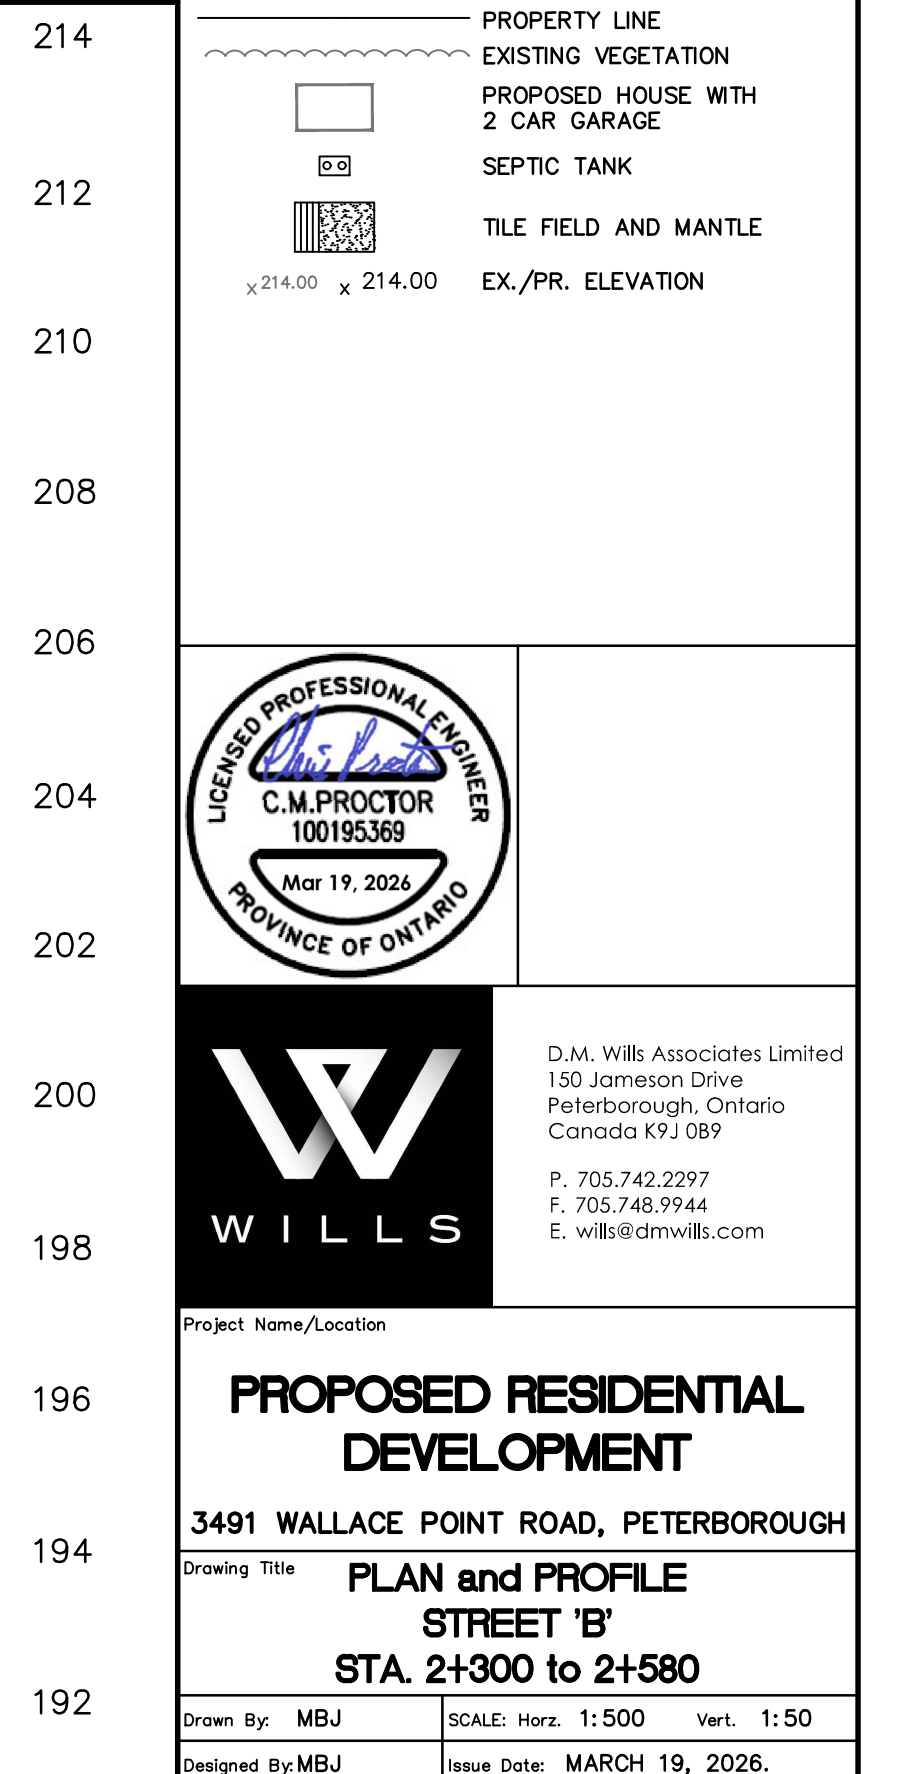 214
212
210
208
206
204
202
200
198
196
194
192
PROPERTY LINE
EXISTING VEGETATION
PROPOSED HOUSE WITH
2 CAR GARAGE
SEPTIC TANK
TILE FIELD AND MANTLE
x 214.00 x 214.00 EX./PR. ELEVATION
LICENSED PROFESSIONAL ENGINEER
Chris Proctor
C.M.PROCTOR
100195369
Mar 19, 2026
PROVINCE OF ONTARIO
WILLS
D.M. Wills Associates Limited
150 Jameson Drive
Peterborough, Ontario
Canada K9J 0B9
P. 705.742.2297
F. 705.748.9944
E. wills@dmwills.com
Project Name/Location
PROPOSED RESIDENTIAL
DEVELOPMENT
3491 WALLACE POINT ROAD, PETERBOROUGH
Drawing Title
PLAN and PROFILE
STREET 'B'
STA. 2+300 to 2+580
Drawn By: MBJ
SCALE: Horz. 1:500 Vert. 1:50
Designed By: MBJ
Issue Date: MARCH 19, 2026.